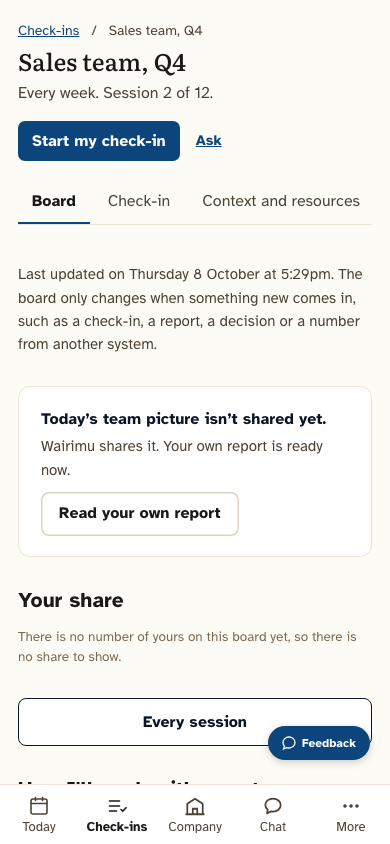 Check-ins / Sales team, Q4
Sales team, Q4
Every week. Session 2 of 12.
Start my check-in
Ask
Board
Check-in
Context and resources
Last updated on Thursday 8 October at 5:29pm. The
board only changes when something new comes in,
such as a check-in, a report, a decision or a number
from another system.
Today’s team picture isn’t shared yet.
Wairimu shares it. Your own report is ready
now.
Read your own report
Your share
There is no number of yours on this board yet, so there is
no share to show.
Every session
Feedback
Today
Check-ins
Company
Chat
More